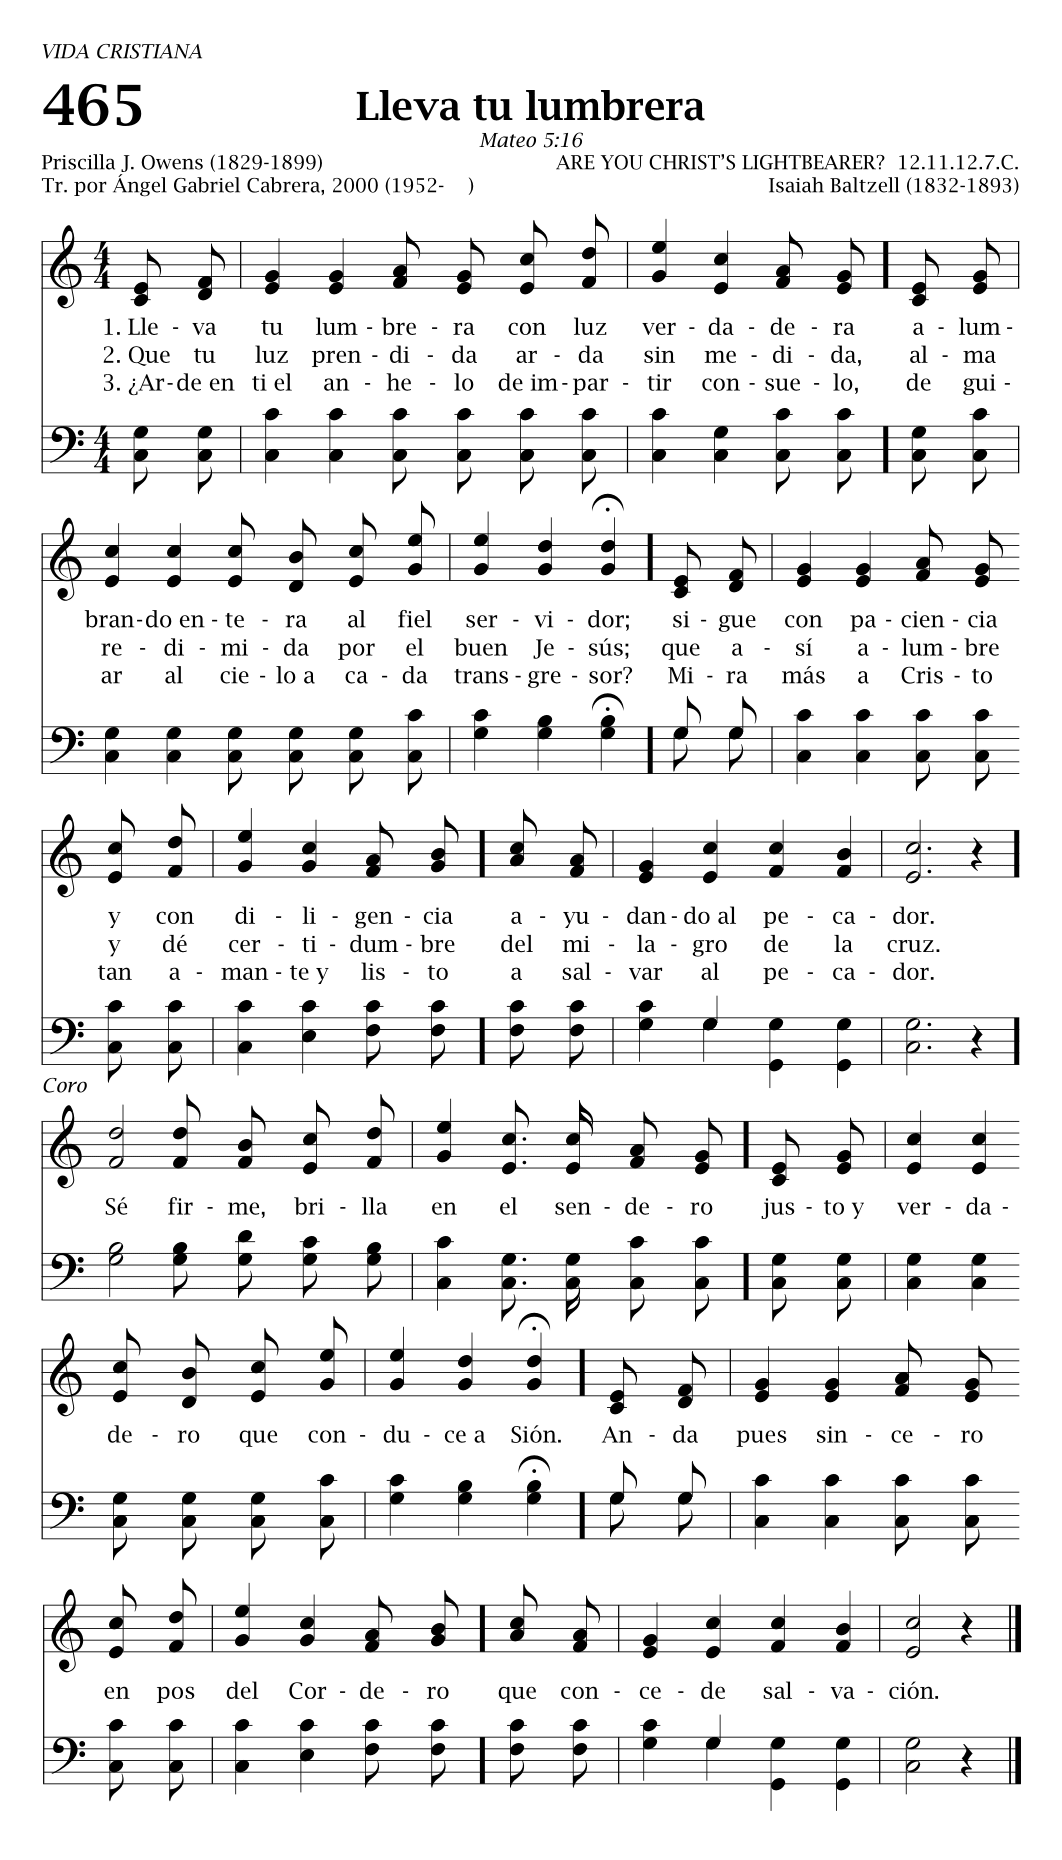 VIDA CRISTIANA
465
Lleva tu lumbrera
Mateo 5:16
Priscilla J. Owens (1829-1899)
ARE YOU CHRIST'S LIGHTBEARER? 12.11.12.7.C.
Tr. por Ángel Gabriel Cabrera, 2000 (1952- )
Isaiah Baltzell (1832-1893)
1. Lle - va tu lum - bre - ra con luz ver - da - de - ra a - lum -
2. Que tu luz pren - di - da ar - da sin me - di - da, al - ma
3. ¿Ar - de en ti el an - he - lo de im - par - tir con - sue - lo, de gui -
bran - do en - te - ra al fiel ser - vi - dor; si - gue con pa - cien - cia
re - di - mi - da por el buen Je - sús; que a - sí a - lum - bre
ar al cie - lo a ca - da trans - gre - sor? Mi - ra más a Cris - to
y con di - li - gen - cia a - yu - dan - do al pe - ca - dor.
y dé cer - ti - dum - bre del mi - la - gro de la cruz.
tan a - man - te y lis - to a sal - var al pe - ca - dor.
Coro
Sé fir - me, bri - lla en el sen - de - ro jus - to y ver - da -
de - ro que con - du - ce a Sión. An - da pues sin - ce - ro
en pos del Cor - de - ro que con - ce - de sal - va - ción.